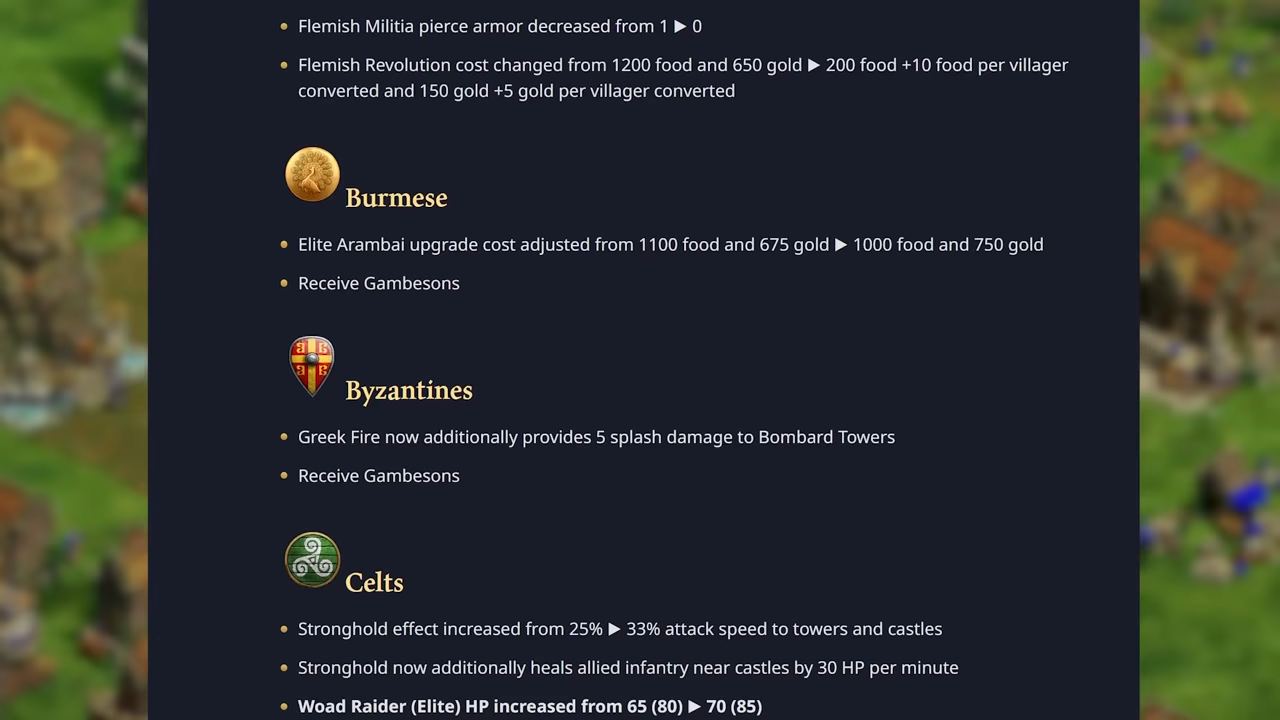 Flemish Militia pierce armor decreased from 1 ▶ 0
Flemish Revolution cost changed from 1200 food and 650 gold ▶ 200 food +10 food per villager
converted and 150 gold +5 gold per villager converted
Burmese
Elite Arambai upgrade cost adjusted from 1100 food and 675 gold ▶ 1000 food and 750 gold
Receive Gambesons
Byzantines
Greek Fire now additionally provides 5 splash damage to Bombard Towers
Receive Gambesons
Celts
Stronghold effect increased from 25% ▶ 33% attack speed to towers and castles
Stronghold now additionally heals allied infantry near castles by 30 HP per minute
Woad Raider (Elite) HP increased from 65 (80) ▶ 70 (85)